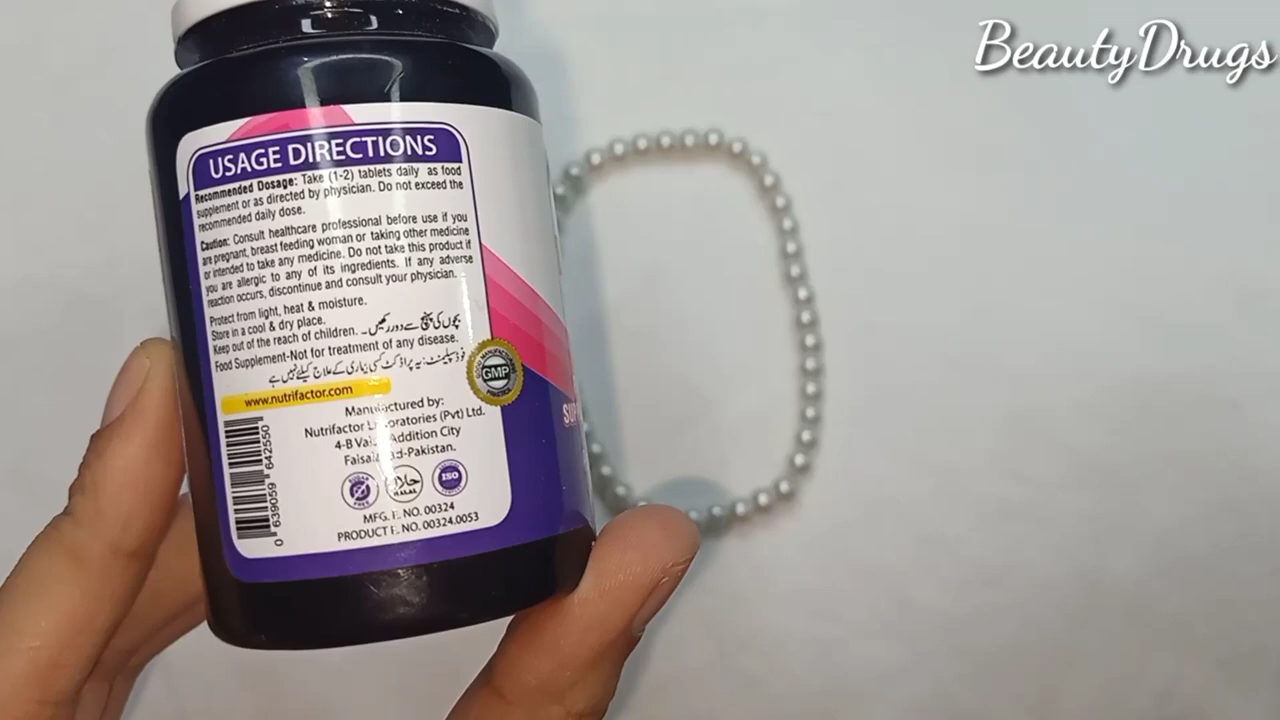 BeautyDrugs
USAGE DIRECTIONS
Recommended Dosage: Take (1-2) tablets daily as food
supplement or as directed by physician. Do not exceed the
recommended daily dose.
Caution: Consult healthcare professional before use if you
are pregnant, breast feeding woman or taking other medicine
or intended to take any medicine. Do not take this product if
you are allergic to any of its ingredients. If any adverse
reaction occurs, discontinue and consult your physician.
Protect from light, heat & moisture.
Store in a cool & dry place.
Keep out of the reach of children. بچوں کی پہنچ سے دور رکھیں۔
Food Supplement-Not for treatment of any disease.
فوڈ سپلیمنٹ: یہ پراڈکٹ کسی بیماری کے علاج کیلئے نہیں ہے
www.nutrifactor.com
GMP
Manufactured by:
Nutrifactor Laboratories (Pvt) Ltd.
4-B Addition City
Pakistan.
SUGAR FREE
حلال HALAL
ISO
0 639059 642550
MFG. E. NO. 00324
PRODUCT E. NO. 00324.0053